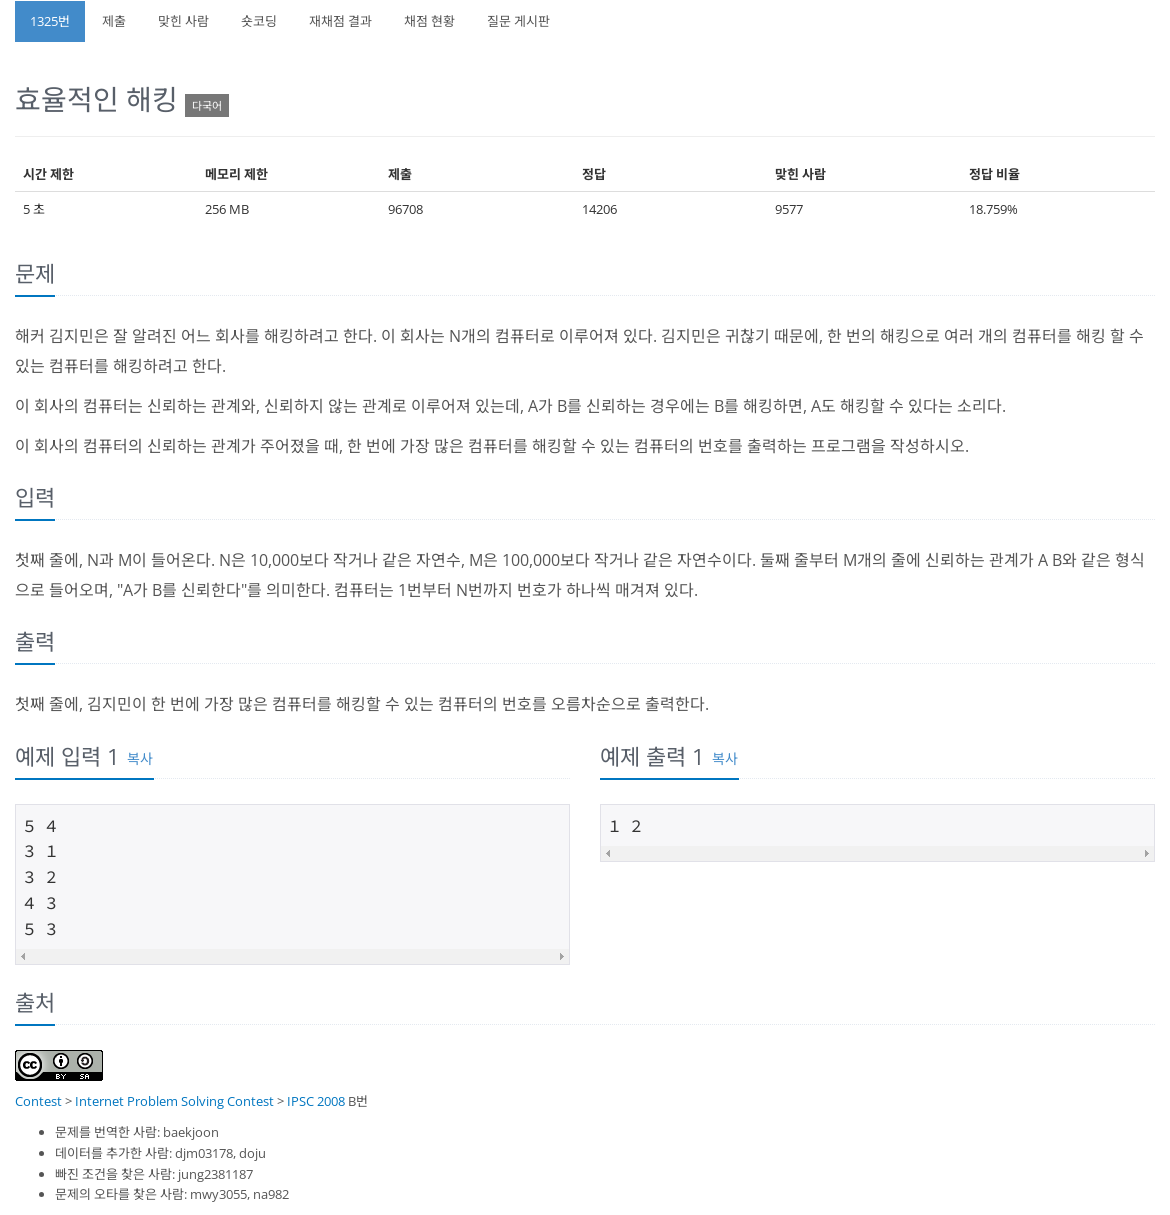 1325번 제출 맞힌 사람 숏코딩 재채점 결과 채점 현황 질문 게시판
효율적인 해킹 다국어
시간 제한 메모리 제한 제출 정답 맞힌 사람 정답 비율
5 초 256 MB 96708 14206 9577 18.759%
문제
해커 김지민은 잘 알려진 어느 회사를 해킹하려고 한다. 이 회사는 N개의 컴퓨터로 이루어져 있다. 김지민은 귀찮기 때문에, 한 번의 해킹으로 여러 개의 컴퓨터를 해킹 할 수
있는 컴퓨터를 해킹하려고 한다.
이 회사의 컴퓨터는 신뢰하는 관계와, 신뢰하지 않는 관계로 이루어져 있는데, A가 B를 신뢰하는 경우에는 B를 해킹하면, A도 해킹할 수 있다는 소리다.
이 회사의 컴퓨터의 신뢰하는 관계가 주어졌을 때, 한 번에 가장 많은 컴퓨터를 해킹할 수 있는 컴퓨터의 번호를 출력하는 프로그램을 작성하시오.
입력
첫째 줄에, N과 M이 들어온다. N은 10,000보다 작거나 같은 자연수, M은 100,000보다 작거나 같은 자연수이다. 둘째 줄부터 M개의 줄에 신뢰하는 관계가 A B와 같은 형식
으로 들어오며, "A가 B를 신뢰한다"를 의미한다. 컴퓨터는 1번부터 N번까지 번호가 하나씩 매겨져 있다.
출력
첫째 줄에, 김지민이 한 번에 가장 많은 컴퓨터를 해킹할 수 있는 컴퓨터의 번호를 오름차순으로 출력한다.
예제 입력 1 복사
5 4
3 1
3 2
4 3
5 3
예제 출력 1 복사
1 2
출처
cc BY SA
Contest > Internet Problem Solving Contest > IPSC 2008 B번
문제를 번역한 사람: baekjoon
데이터를 추가한 사람: djm03178, doju
빠진 조건을 찾은 사람: jung2381187
문제의 오타를 찾은 사람: mwy3055, na982